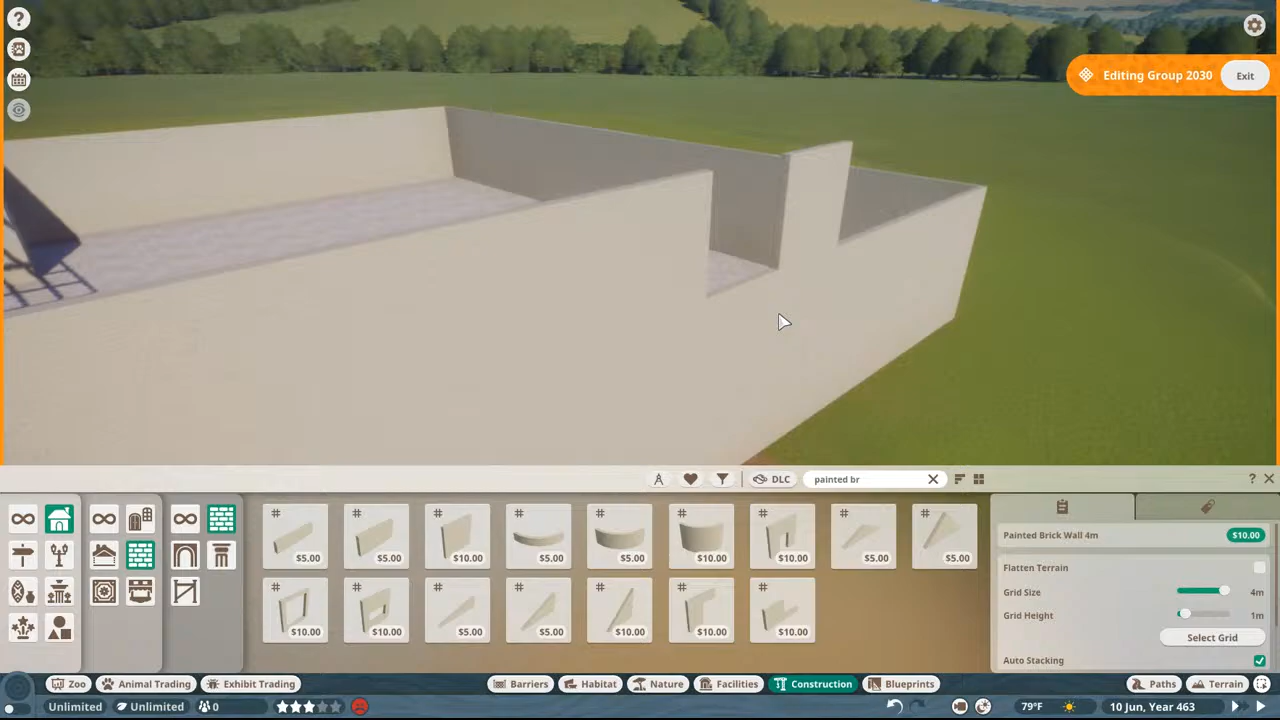 ?
Editing Group 2030
Exit
DLC
painted br
?
$5.00
$5.00
$10.00
$5.00
$5.00
$10.00
$10.00
$5.00
$5.00
$10.00
$10.00
$5.00
$5.00
$10.00
$10.00
$10.00
Painted Brick Wall 4m
$10.00
Flatten Terrain
Grid Size
4m
Grid Height
1m
Select Grid
Auto Stacking
Zoo
Animal Trading
Exhibit Trading
Barriers
Habitat
Nature
Facilities
Construction
Blueprints
Paths
Terrain
Unlimited
Unlimited
0
79°F
10 Jun, Year 463